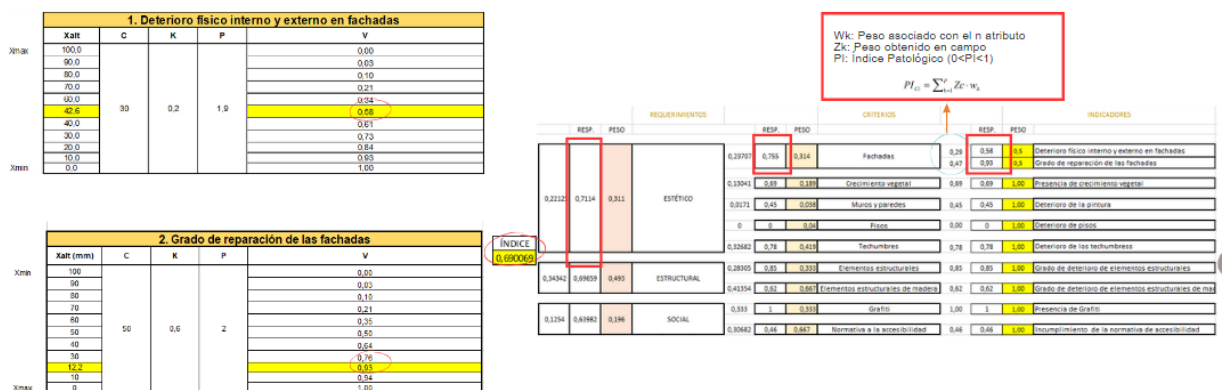 1. Deterioro físico interno y externo en fachadas
Xalt C K P V
Xmax 100,0 0,00
90,0 0,03
80,0 0,10
70,0 0,21
60,0 0,34
42,6 30 0,2 1,9 0,58
40,0 0,61
30,0 0,73
20,0 0,84
10,0 0,93
Xmin 0,0 1,00
2. Grado de reparación de las fachadas
Xalt (mm) C K P V
Xmin 100 0,00
90 0,03
80 0,10
70 0,21
60 0,35
50 50 0,6 2 0,50
40 0,64
30 0,76
12,2 0,93
10 0,94
Xmax 0 1,00
ÍNDICE
0,690069
Wk: Peso asociado con el n atributo
Zk: Peso obtenido en campo
PI: Índice Patológico (0<PI<1)
REQUERIMIENTOS CRITERIOS INDICADORES
RESP. PESO RESP. PESO RESP. PESO
0,7114 0,311 ESTÉTICO
0,23707 0,755 0,314 Fachadas
0,29 0,58 0,5 Deterioro físico interno y externo en fachadas
0,47 0,93 0,5 Grado de reparación de las fachadas
0,13041 0,69 0,189 Crecimiento vegetal 0,69 0,69 1,00 Presencia de crecimiento vegetal
0,0171 0,45 0,038 Muros y paredes 0,45 0,45 1,00 Deterioro de la pintura
0 0 0,04 Pisos 0,00 0 1,00 Deterioro de pisos
0,32682 0,78 0,419 Techumbres 0,78 0,78 1,00 Deterioro de los techumbress
0,34342 0,69659 0,493 ESTRUCTURAL
0,28305 0,85 0,333 Elementos estructurales 0,85 0,85 1,00 Grado de deterioro de elementos estructurales
0,41354 0,62 0,667 Elementos estructurales de madera 0,62 0,62 1,00 Grado de deterioro de elementos estructurales de mad
0,1254 0,63982 0,196 SOCIAL
0,333 1 0,333 Grafiti 1,00 1 1,00 Presencia de Grafiti
0,30682 0,46 0,667 Normativa a la accesibilidad 0,46 0,46 1,00 Incumplimiento de la normativa de accesibilidad